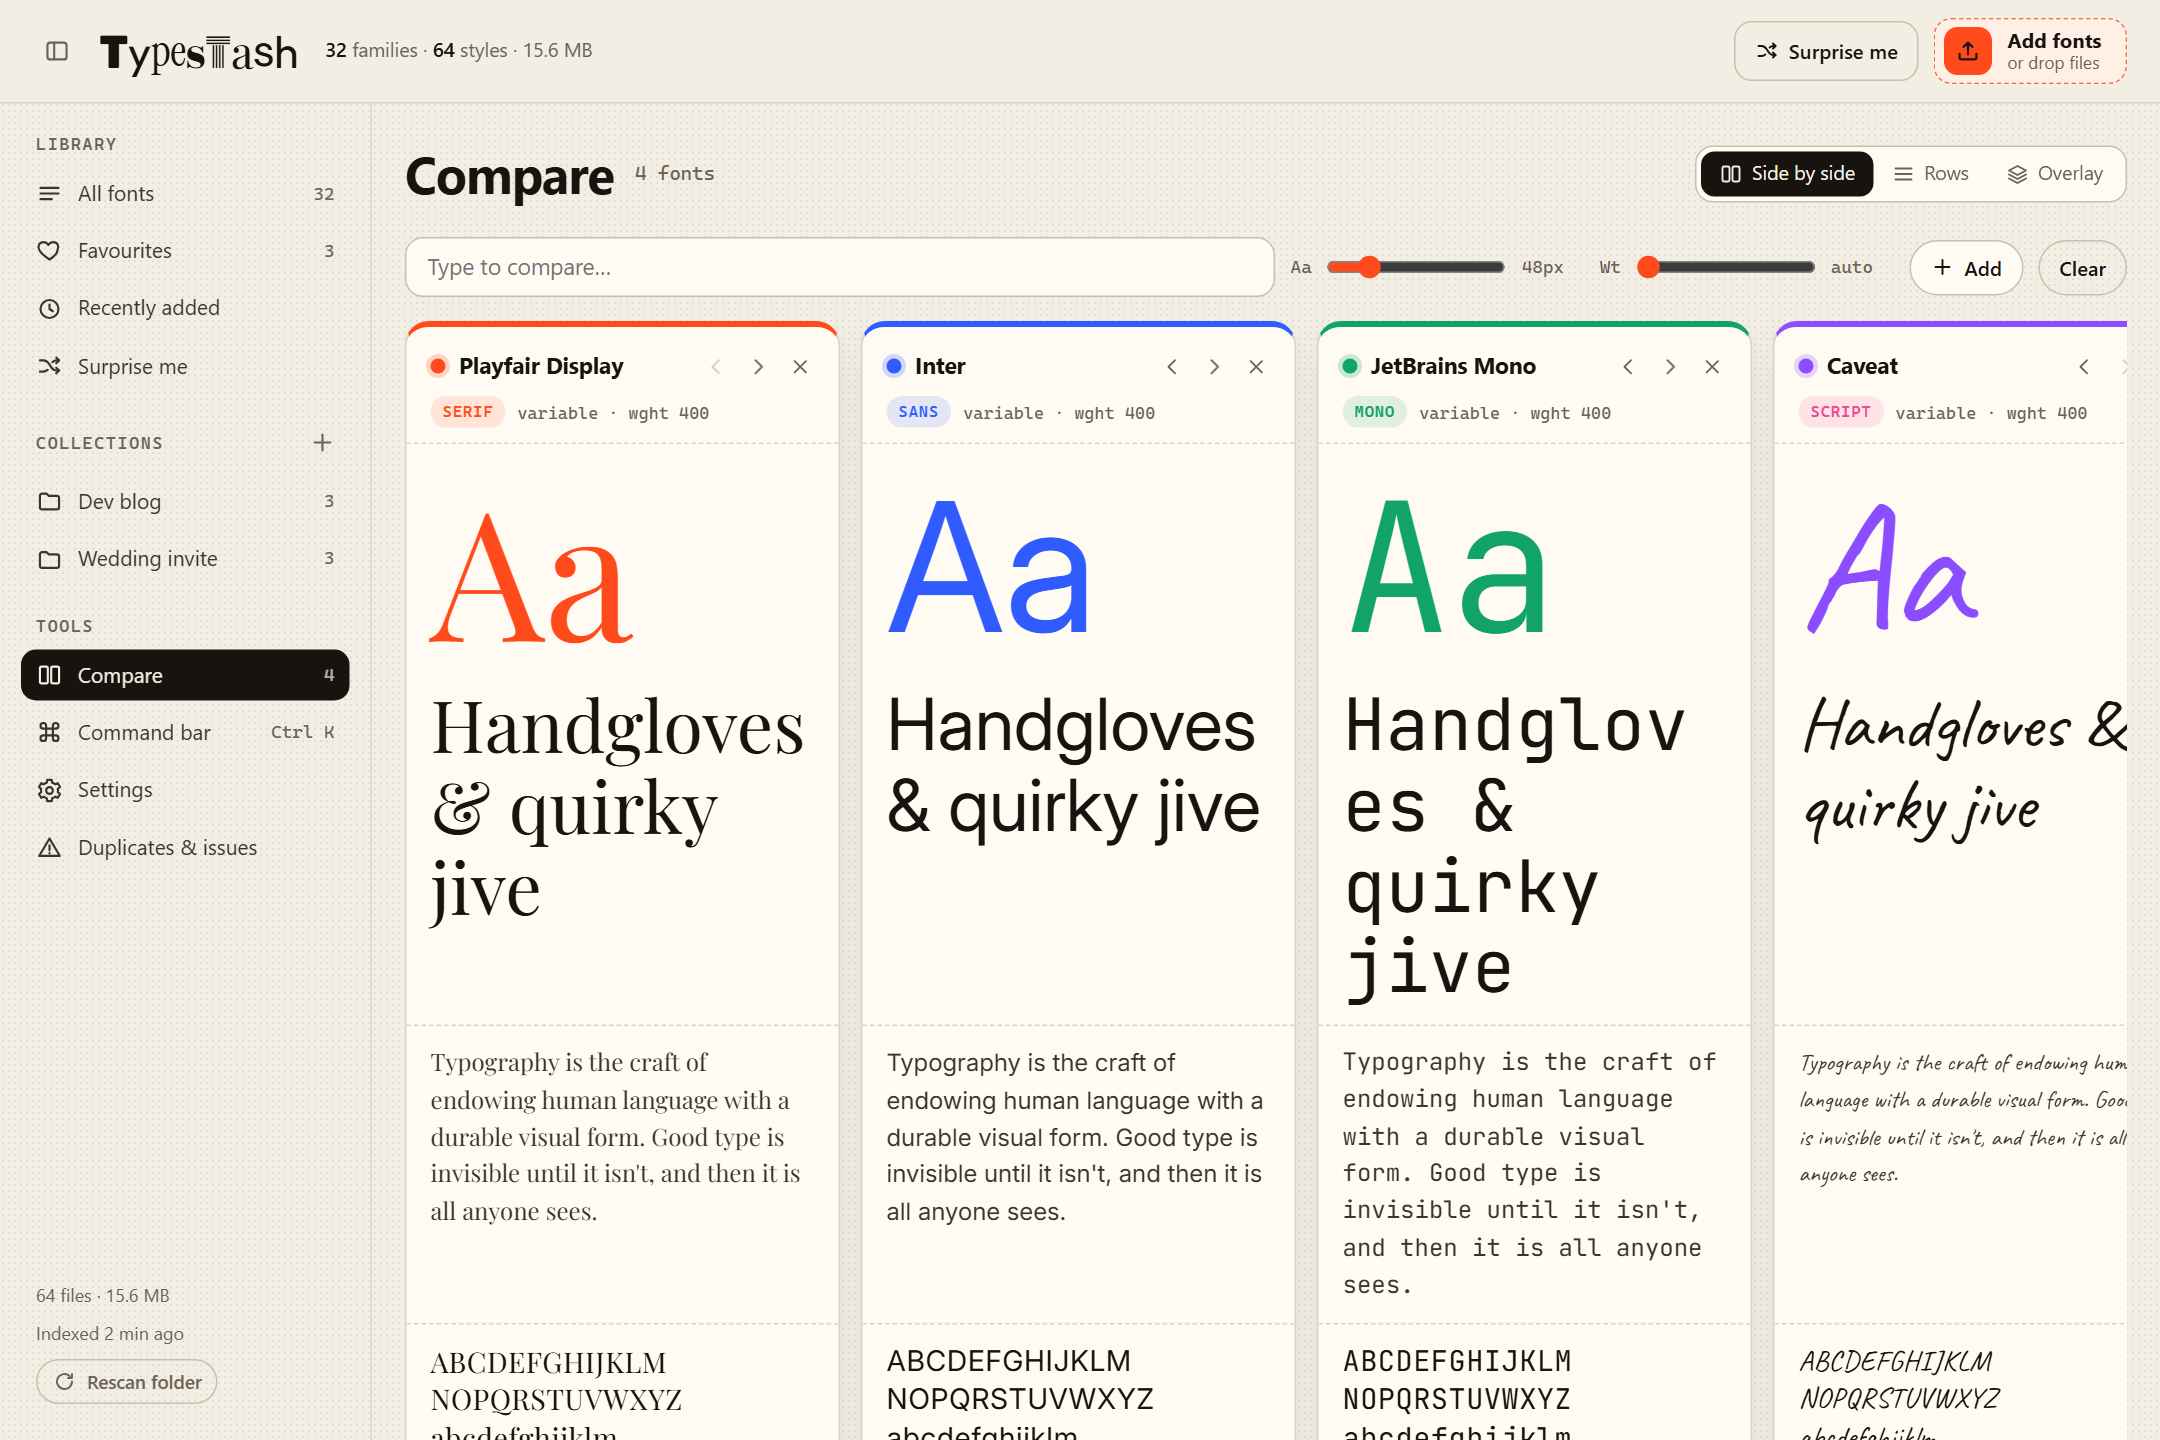 TypesTash
32 families · 64 styles · 15.6 MB
Surprise me
Add fonts
or drop files
LIBRARY
All fonts 32
Favourites 3
Recently added
Surprise me
COLLECTIONS
Dev blog 3
Wedding invite 3
TOOLS
Compare 4
Command bar Ctrl K
Settings
Duplicates & issues
64 files · 15.6 MB
Indexed 2 min ago
Rescan folder
Compare 4 fonts
Side by side Rows Overlay
Type to compare...
Aa 48px Wt auto
+ Add
Clear
Playfair Display
SERIF variable · wght 400
Aa
Handgloves
& quirky
jive
Typography is the craft of
endowing human language with a
durable visual form. Good type is
invisible until it isn't, and then it is
all anyone sees.
ABCDEFGHIJKLM
NOPQRSTUVWXYZ
abcdefghijklm
Inter
SANS variable · wght 400
Aa
Handgloves
& quirky jive
Typography is the craft of
endowing human language with a
durable visual form. Good type is
invisible until it isn't, and then it is
all anyone sees.
ABCDEFGHIJKLM
NOPQRSTUVWXYZ
abcdefghijklm
JetBrains Mono
MONO variable · wght 400
Aa
Handglov
es &
quirky
jive
Typography is the craft of
endowing human language
with a durable visual
form. Good type is
invisible until it isn't,
and then it is all anyone
sees.
ABCDEFGHIJKLM
NOPQRSTUVWXYZ
abcdefghijklm
Caveat
SCRIPT variable · wght 400
Aa
Handgloves &
quirky jive
Typography is the craft of endowing hum
language with a durable visual form. Goo
is invisible until it isn't, and then it is all
anyone sees.
ABCDEFGHIJKLM
NOPQRSTUVWXYZ
abcdefghijklm